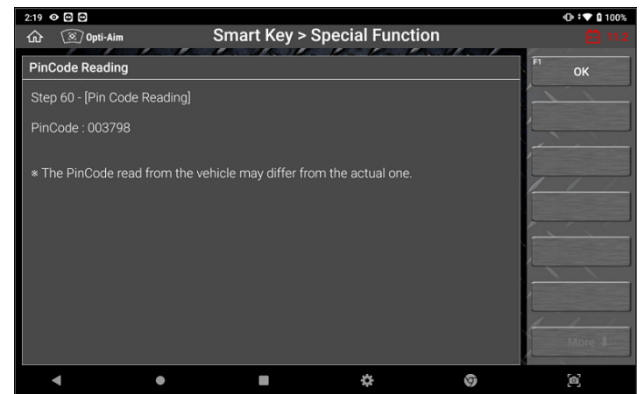 2:19
100%
Opti-Aim
Smart Key > Special Function
PinCode Reading
Step 60 - [Pin Code Reading]
PinCode : 003798
※ The PinCode read from the vehicle may differ from the actual one.
F1
OK
More